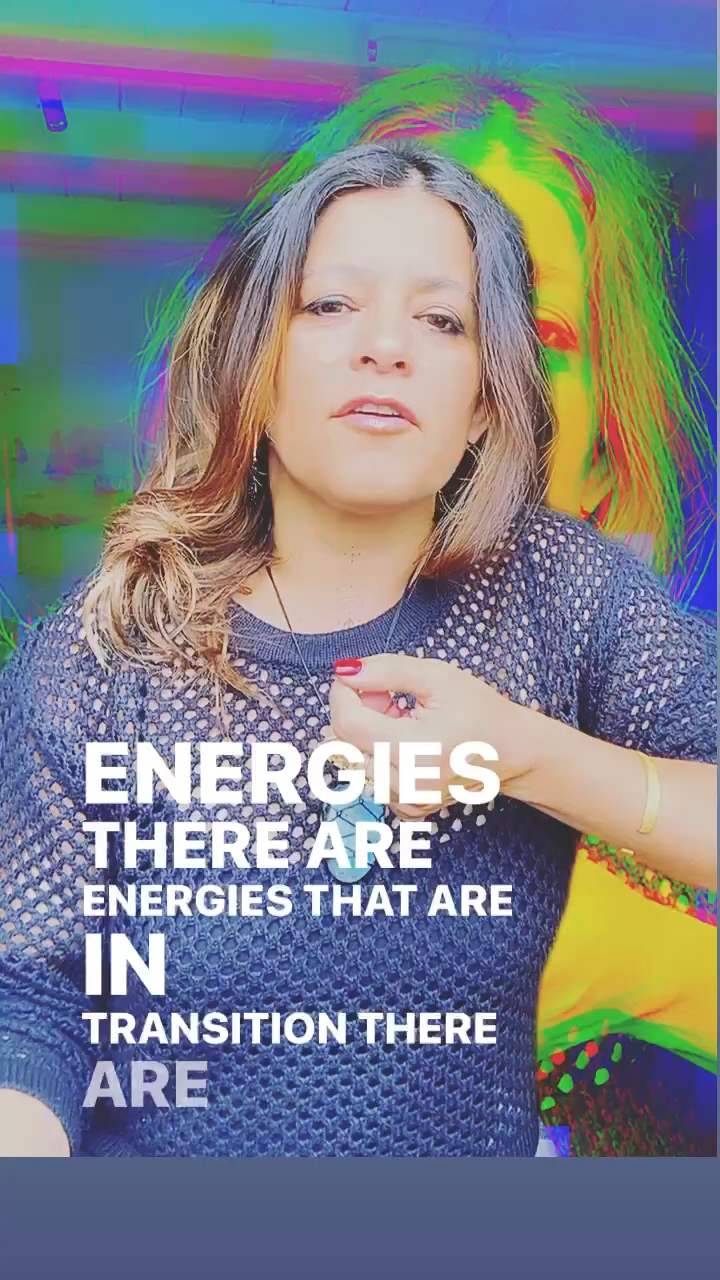 ENERGIES
THERE ARE
ENERGIES THAT ARE
IN
TRANSITION THERE
ARE